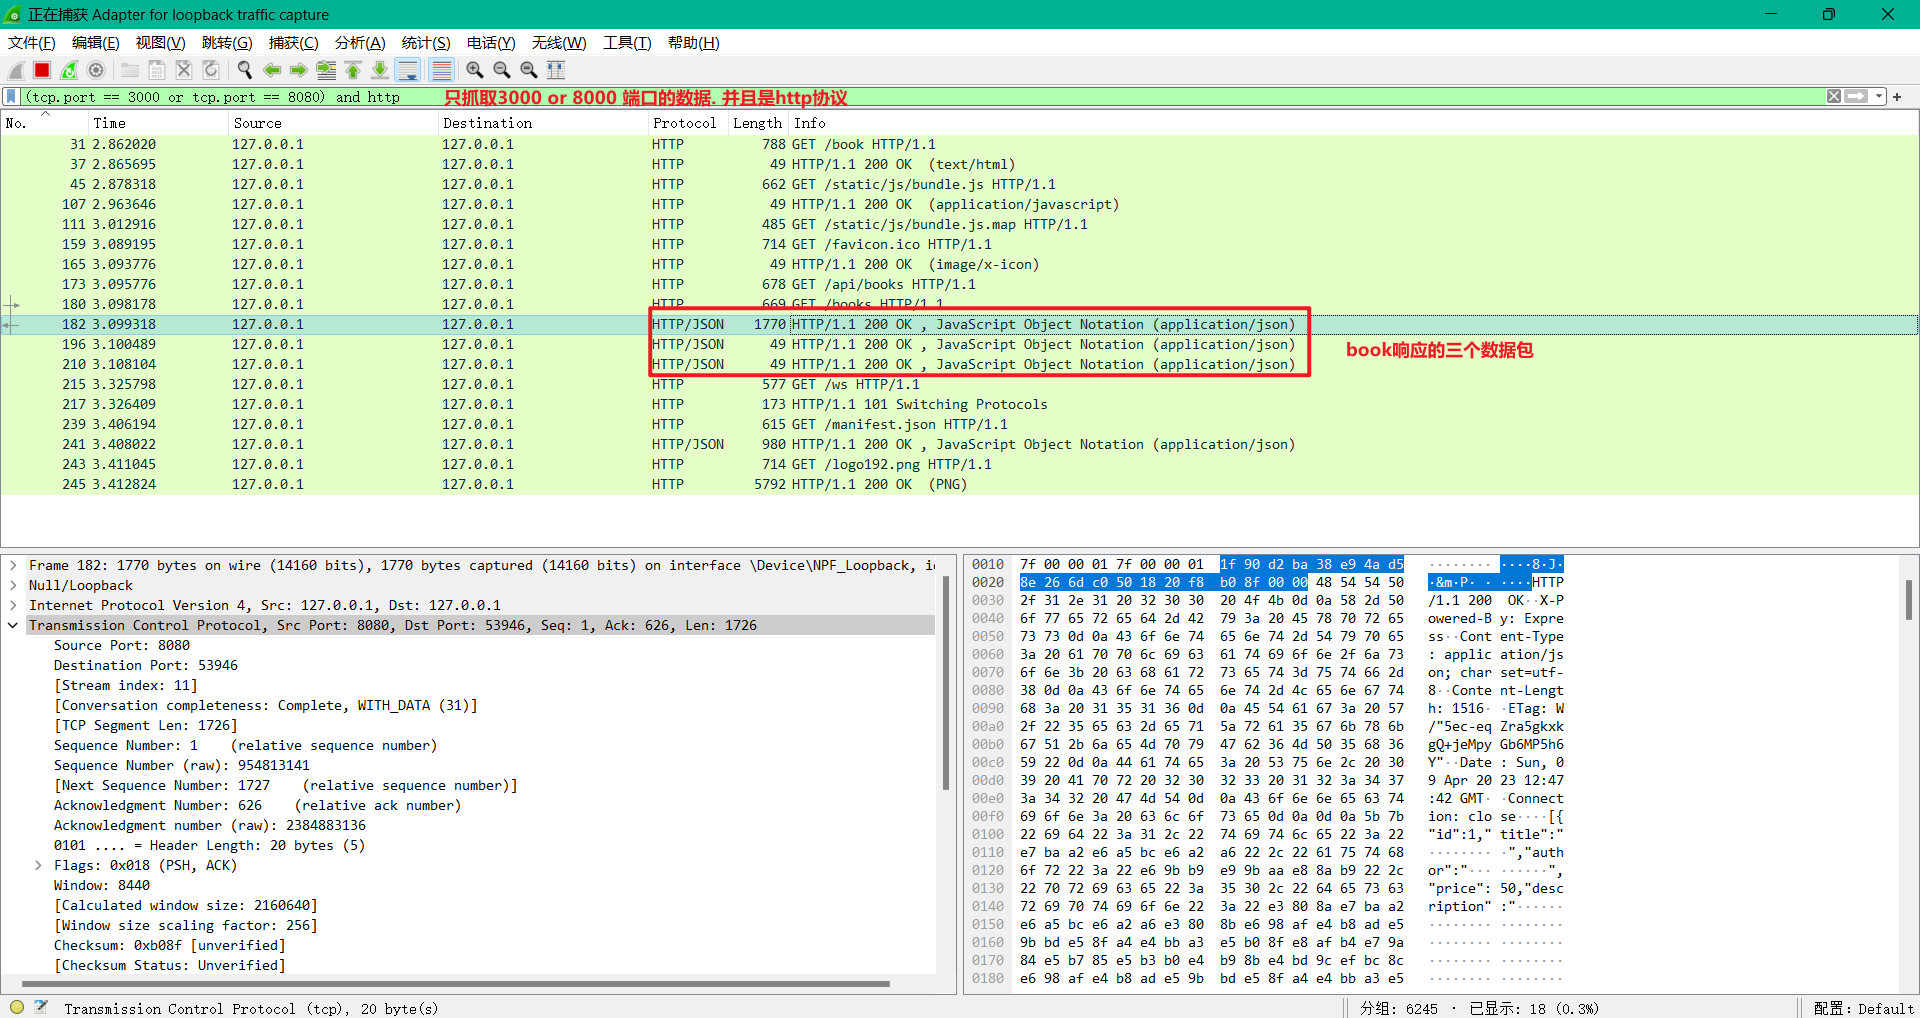 正在捕获 Adapter for loopback traffic capture
文件(F) 编辑(E) 视图(V) 跳转(G) 捕获(C) 分析(A) 统计(S) 电话(Y) 无线(W) 工具(T) 帮助(H)
(tcp.port == 3000 or tcp.port == 8080) and http 只抓取3000 or 8000 端口的数据. 并且是http协议
No. Time Source Destination Protocol Length Info
31 2.862020 127.0.0.1 127.0.0.1 HTTP 788 GET /book HTTP/1.1
37 2.865695 127.0.0.1 127.0.0.1 HTTP 49 HTTP/1.1 200 OK (text/html)
45 2.878318 127.0.0.1 127.0.0.1 HTTP 662 GET /static/js/bundle.js HTTP/1.1
107 2.963646 127.0.0.1 127.0.0.1 HTTP 49 HTTP/1.1 200 OK (application/javascript)
111 3.012916 127.0.0.1 127.0.0.1 HTTP 485 GET /static/js/bundle.js.map HTTP/1.1
159 3.089195 127.0.0.1 127.0.0.1 HTTP 714 GET /favicon.ico HTTP/1.1
165 3.093776 127.0.0.1 127.0.0.1 HTTP 49 HTTP/1.1 200 OK (image/x-icon)
173 3.095776 127.0.0.1 127.0.0.1 HTTP 678 GET /api/books HTTP/1.1
180 3.098178 127.0.0.1 127.0.0.1 HTTP 669 GET /books HTTP/1.1
182 3.099318 127.0.0.1 127.0.0.1 HTTP/JSON 1770 HTTP/1.1 200 OK , JavaScript Object Notation (application/json)
196 3.100489 127.0.0.1 127.0.0.1 HTTP/JSON 49 HTTP/1.1 200 OK , JavaScript Object Notation (application/json)
book响应的三个数据包
210 3.108104 127.0.0.1 127.0.0.1 HTTP/JSON 49 HTTP/1.1 200 OK , JavaScript Object Notation (application/json)
215 3.325798 127.0.0.1 127.0.0.1 HTTP 577 GET /ws HTTP/1.1
217 3.326409 127.0.0.1 127.0.0.1 HTTP 173 HTTP/1.1 101 Switching Protocols
239 3.406194 127.0.0.1 127.0.0.1 HTTP 615 GET /manifest.json HTTP/1.1
241 3.408022 127.0.0.1 127.0.0.1 HTTP/JSON 980 HTTP/1.1 200 OK , JavaScript Object Notation (application/json)
243 3.411045 127.0.0.1 127.0.0.1 HTTP 714 GET /logo192.png HTTP/1.1
245 3.412824 127.0.0.1 127.0.0.1 HTTP 5792 HTTP/1.1 200 OK (PNG)
Frame 182: 1770 bytes on wire (14160 bits), 1770 bytes captured (14160 bits) on interface \Device\NPF_Loopback, i
Null/Loopback
Internet Protocol Version 4, Src: 127.0.0.1, Dst: 127.0.0.1
Transmission Control Protocol, Src Port: 8080, Dst Port: 53946, Seq: 1, Ack: 626, Len: 1726
Source Port: 8080
Destination Port: 53946
[Stream index: 11]
[Conversation completeness: Complete, WITH_DATA (31)]
[TCP Segment Len: 1726]
Sequence Number: 1 (relative sequence number)
Sequence Number (raw): 954813141
[Next Sequence Number: 1727 (relative sequence number)]
Acknowledgment Number: 626 (relative ack number)
Acknowledgment number (raw): 2384883136
0101 .... = Header Length: 20 bytes (5)
Flags: 0x018 (PSH, ACK)
Window: 8440
[Calculated window size: 2160640]
[Window size scaling factor: 256]
Checksum: 0xb08f [unverified]
[Checksum Status: Unverified]
0010 7f 00 00 01 7f 00 00 01 1f 90 d2 ba 38 e9 4a d5 ········ ····8·J·
0020 8e 26 6d c0 50 18 20 f8 b0 8f 00 00 48 54 54 50 ·&m·P· · ····HTTP
0030 2f 31 2e 31 20 32 30 30 20 4f 4b 0d 0a 58 2d 50 /1.1 200 OK··X-P
0040 6f 77 65 72 65 64 2d 42 79 3a 20 45 78 70 72 65 owered-B y: Expre
0050 73 73 0d 0a 43 6f 6e 74 65 6e 74 2d 54 79 70 65 ss··Cont ent-Type
0060 3a 20 61 70 70 6c 69 63 61 74 69 6f 6e 2f 6a 73 : applic ation/js
0070 6f 6e 3b 20 63 68 61 72 73 65 74 3d 75 74 66 2d on; char set=utf-
0080 38 0d 0a 43 6f 6e 74 65 6e 74 2d 4c 65 6e 67 74 8··Conte nt-Lengt
0090 68 3a 20 31 35 31 36 0d 0a 45 54 61 67 3a 20 57 h: 1516· ·ETag: W
00a0 2f 22 35 65 63 2d 65 71 5a 72 61 35 67 6b 78 6b /"5ec-eq Zra5gkxk
00b0 67 51 2b 6a 65 4d 70 79 47 62 36 4d 50 35 68 36 gQ+jeMpy Gb6MP5h6
00c0 59 22 0d 0a 44 61 74 65 3a 20 53 75 6e 2c 20 30 Y"··Date : Sun, 0
00d0 39 20 41 70 72 20 32 30 32 33 20 31 32 3a 34 37 9 Apr 20 23 12:47
00e0 3a 34 32 20 47 4d 54 0d 0a 43 6f 6e 6e 65 63 74 :42 GMT· ·Connect
00f0 69 6f 6e 3a 20 63 6c 6f 73 65 0d 0a 0d 0a 5b 7b ion: clo se····[{
0100 22 69 64 22 3a 31 2c 22 74 69 74 6c 65 22 3a 22 "id":1," title":"
0110 e7 ba a2 e6 a5 bc e6 a2 a6 22 2c 22 61 75 74 68 ········ ·","auth
0120 6f 72 22 3a 22 e6 9b b9 e9 9b aa e8 8a b9 22 2c or":"··· ······",
0130 22 70 72 69 63 65 22 3a 35 30 2c 22 64 65 73 63 "price": 50,"desc
0140 72 69 70 74 69 6f 6e 22 3a 22 e3 80 8a e7 ba a2 ription" :"······
0150 e6 a5 bc e6 a2 a6 e3 80 8b e6 98 af e4 b8 ad e5 ········ ········
0160 9b bd e5 8f a4 e4 bb a3 e5 b0 8f e8 af b4 e7 9a ········ ········
0170 84 e5 b7 85 e5 b3 b0 e4 b9 8b e4 bd 9c ef bc 8c ········ ········
0180 e6 98 af e4 b8 ad e5 9b bd e5 8f a4 e4 bb a3 e5 ········ ········
Transmission Control Protocol (tcp), 20 byte(s) 分组: 6245 · 已显示: 18 (0.3%) 配置: Default